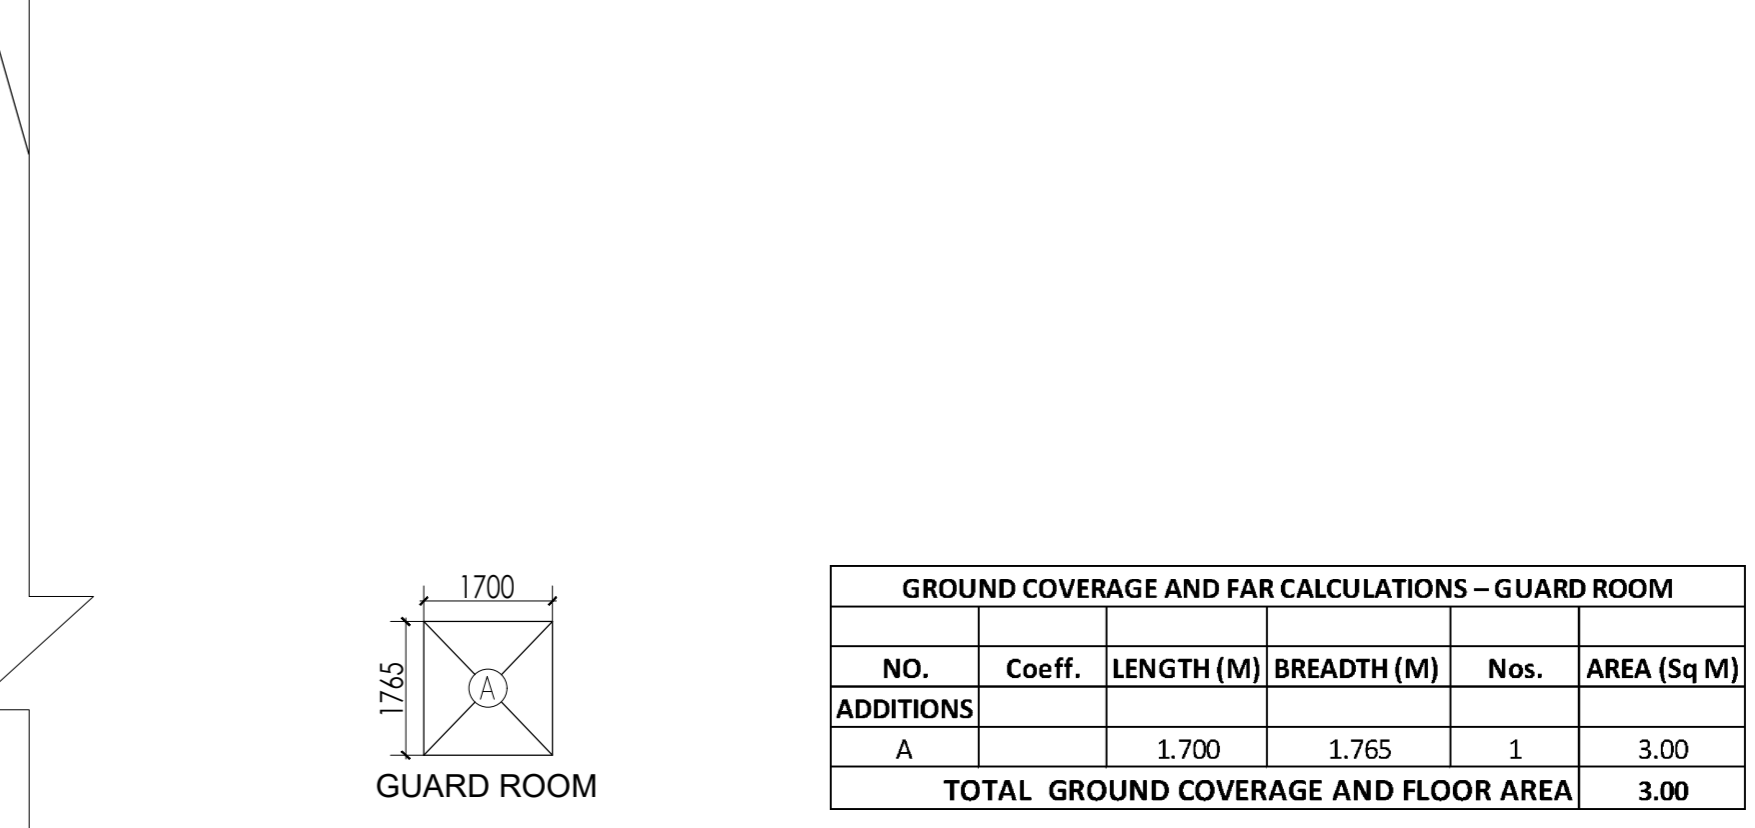 1700
1765
A
GUARD ROOM
GROUND COVERAGE AND FAR CALCULATIONS – GUARD ROOM
NO. Coeff. LENGTH (M) BREADTH (M) Nos. AREA (Sq M)
ADDITIONS
A 1.700 1.765 1 3.00
TOTAL GROUND COVERAGE AND FLOOR AREA 3.00